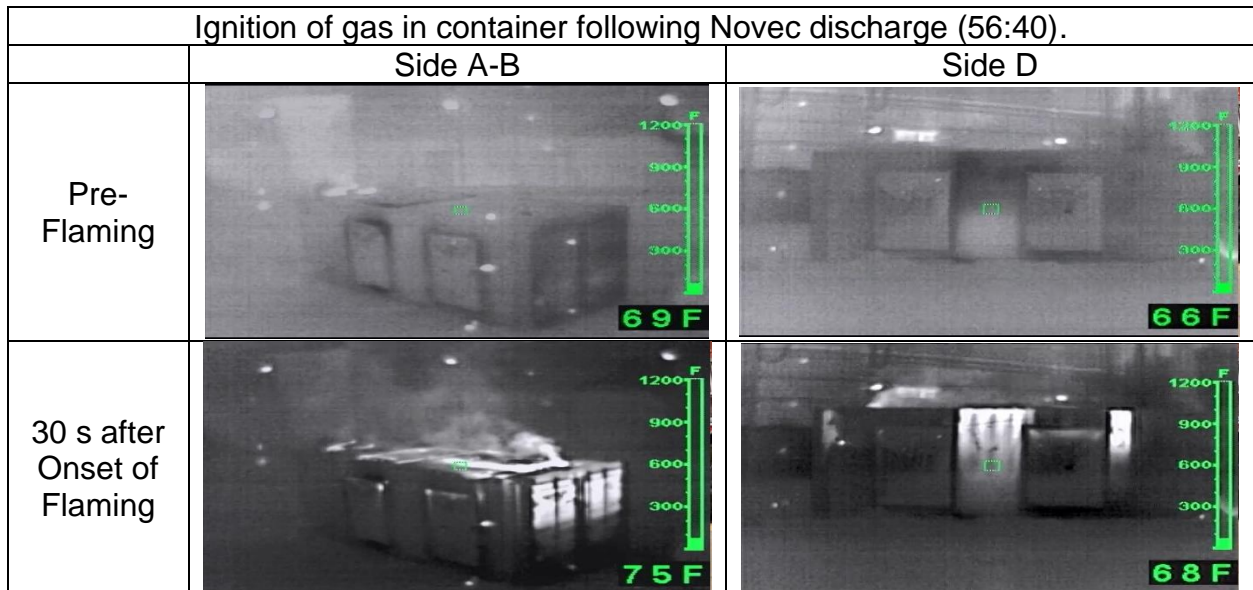 Ignition of gas in container following Novec discharge (56:40).
Side A-B
Side D
Pre-
Flaming
F
1200
900
600
300
69F
F
1200
900
600
300
66F
30 s after
Onset of
Flaming
F
1200
900
600
300
75F
F
1200
900
600
300
68F